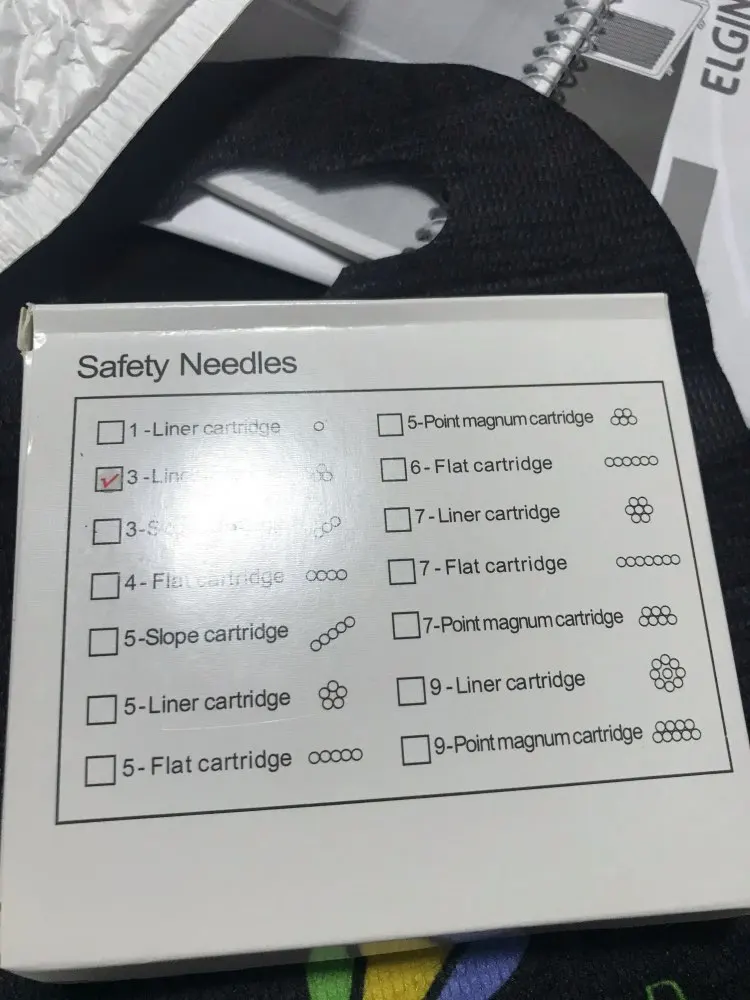 ELGIN
Safety Needles
1-Liner cartridge
3-Lin
3-S
4-Flat cartridge
5-Slope cartridge
5-Liner cartridge
5-Flat cartridge
5-Point magnum cartridge
6-Flat cartridge
7-Liner cartridge
7-Flat cartridge
7-Point magnum cartridge
9-Liner cartridge
9-Point magnum cartridge